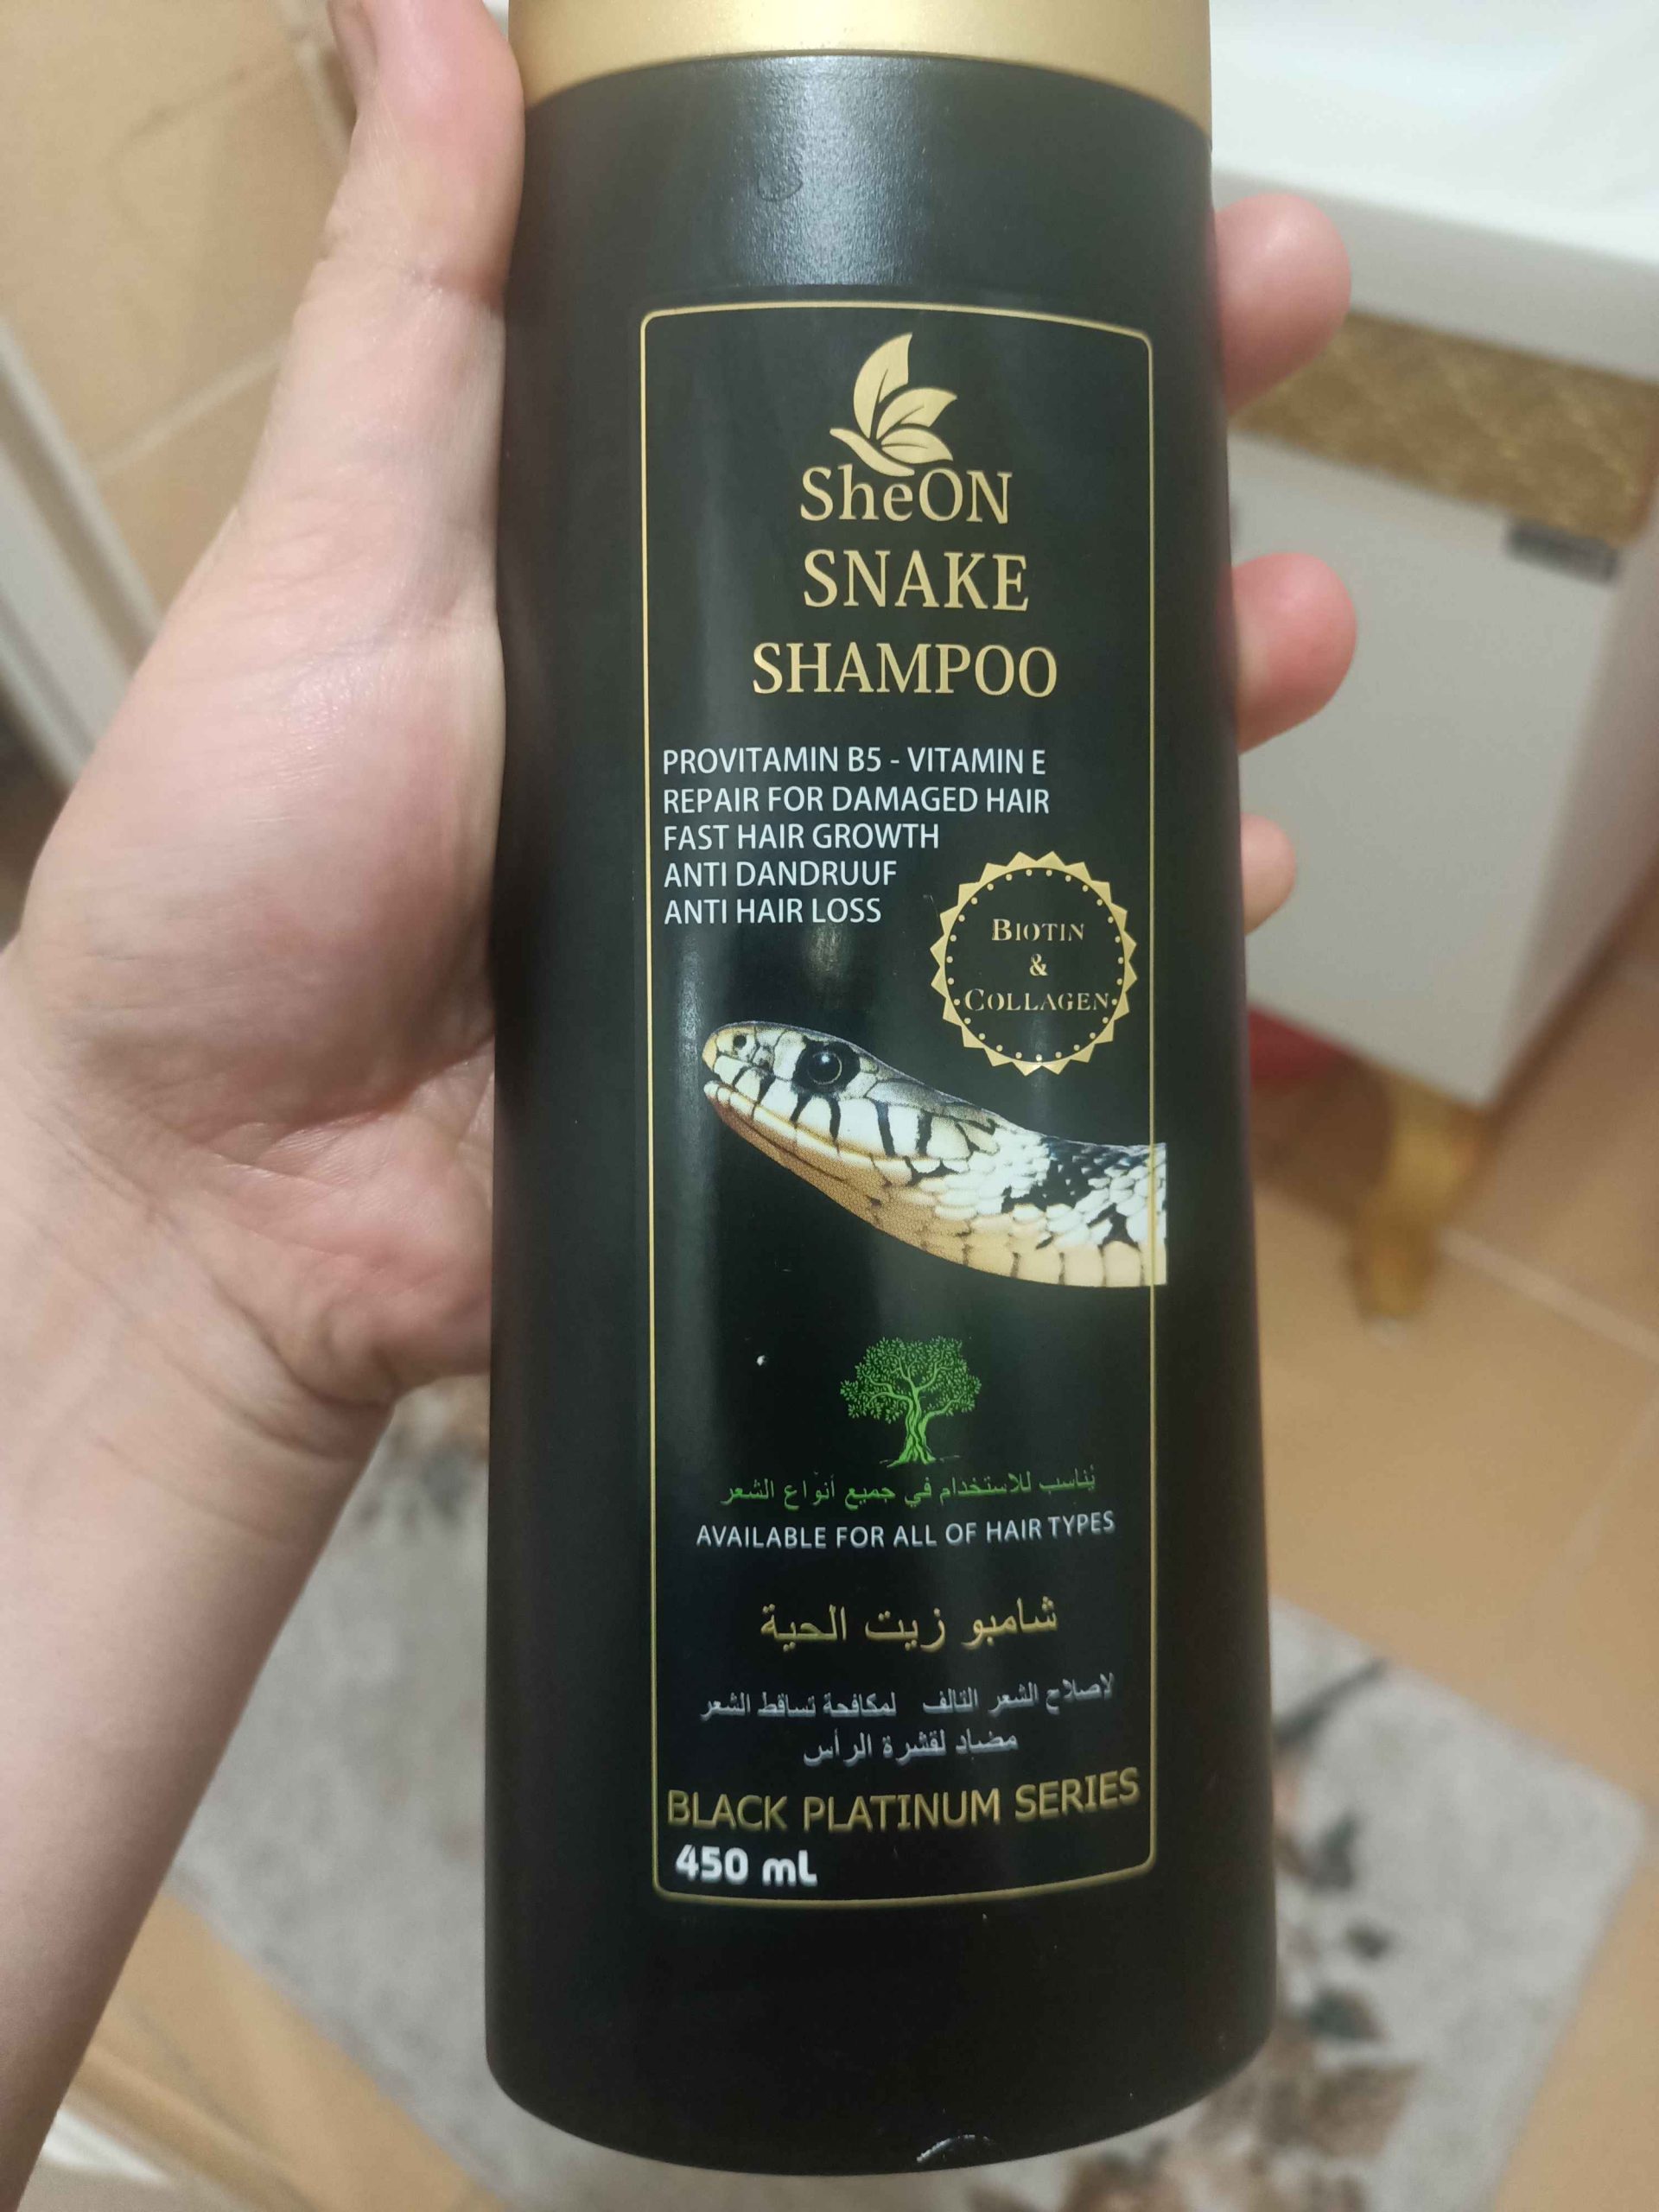 SheON
SNAKE
SHAMPOO
PROVITAMIN B5 - VITAMIN E
REPAIR FOR DAMAGED HAIR
FAST HAIR GROWTH
ANTI DANDRUUF
ANTI HAIR LOSS
BIOTIN
&
COLLAGEN
يُناسب للاستخدام في جميع أنواع الشعر
AVAILABLE FOR ALL OF HAIR TYPES
شامبو زيت الحية
لاصلاح الشعر التالف لمكافحة تساقط الشعر
مضاد لقشرة الرأس
BLACK PLATINUM SERIES
450 mL